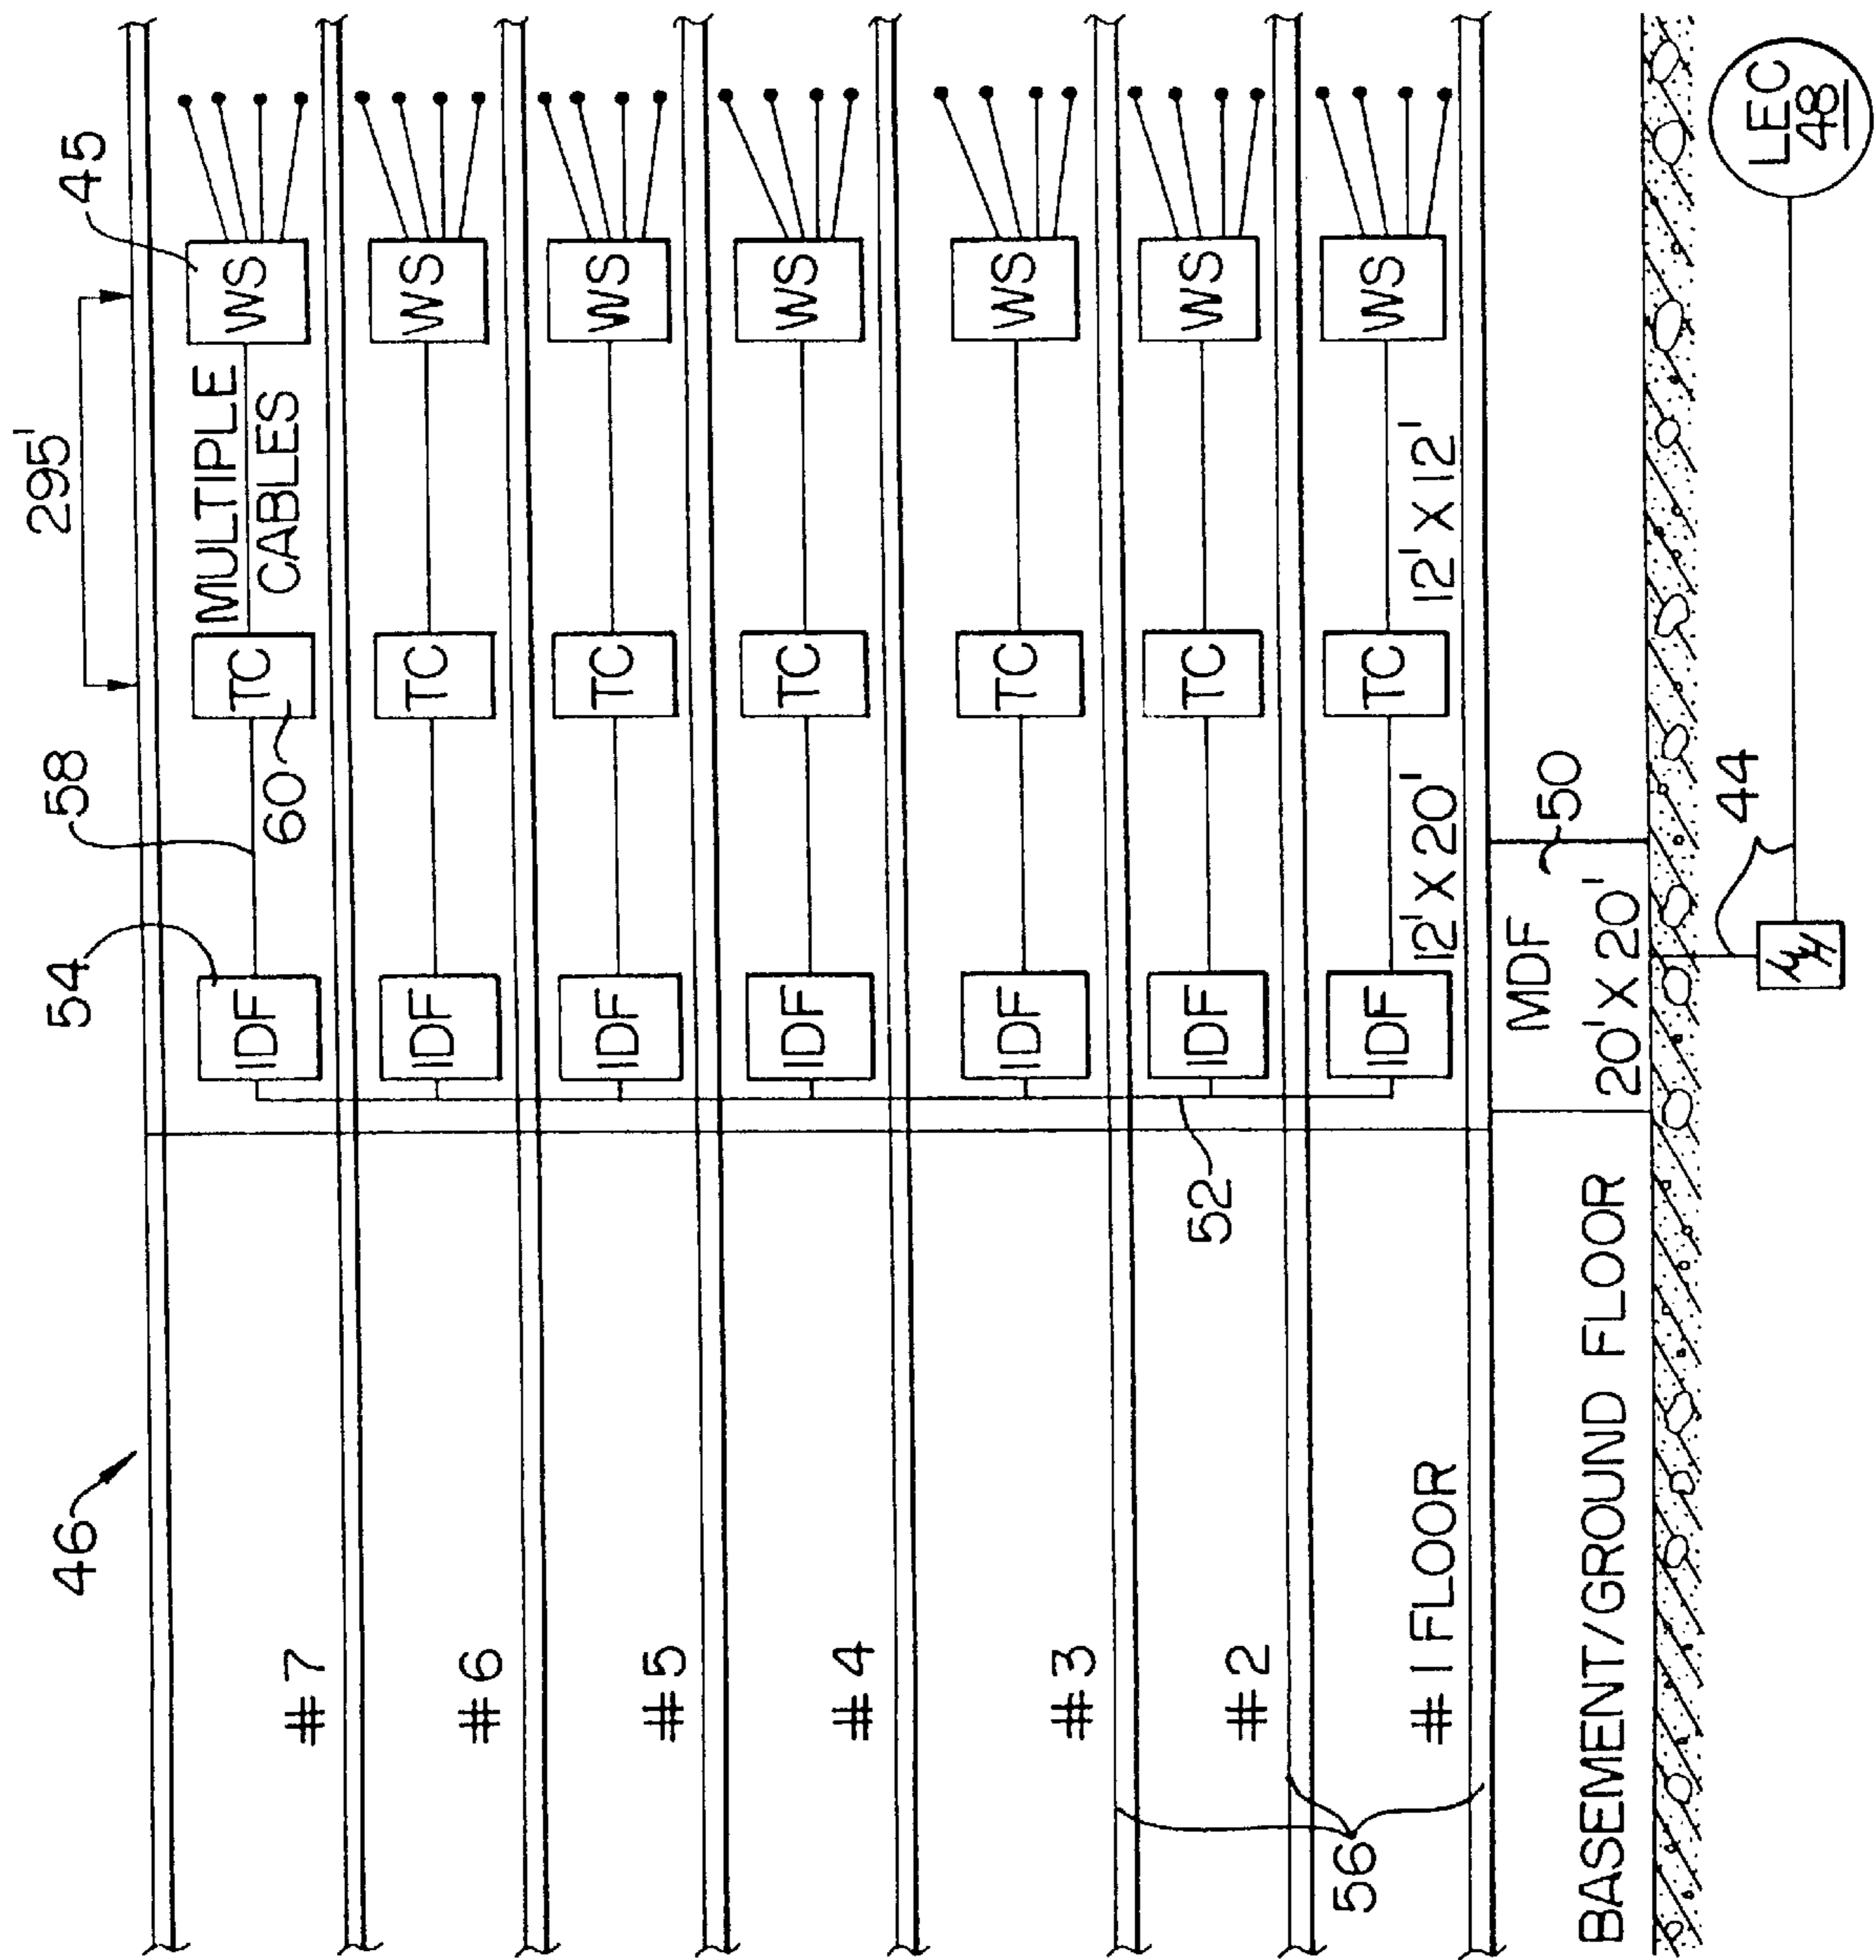 46
54
58
295'
45
MULTIPLE
CABLES
IDF
TC
WS
60
#7
IDF
TC
WS
#6
IDF
TC
WS
#5
IDF
TC
WS
#4
IDF
TC
WS
#3
IDF
TC
WS
#2
52
IDF
TC
WS
#1 FLOOR
12' X 20'
12' X 12'
56
MDF
50
20' X 20'
BASEMENT/GROUND FLOOR
44
LEC
48